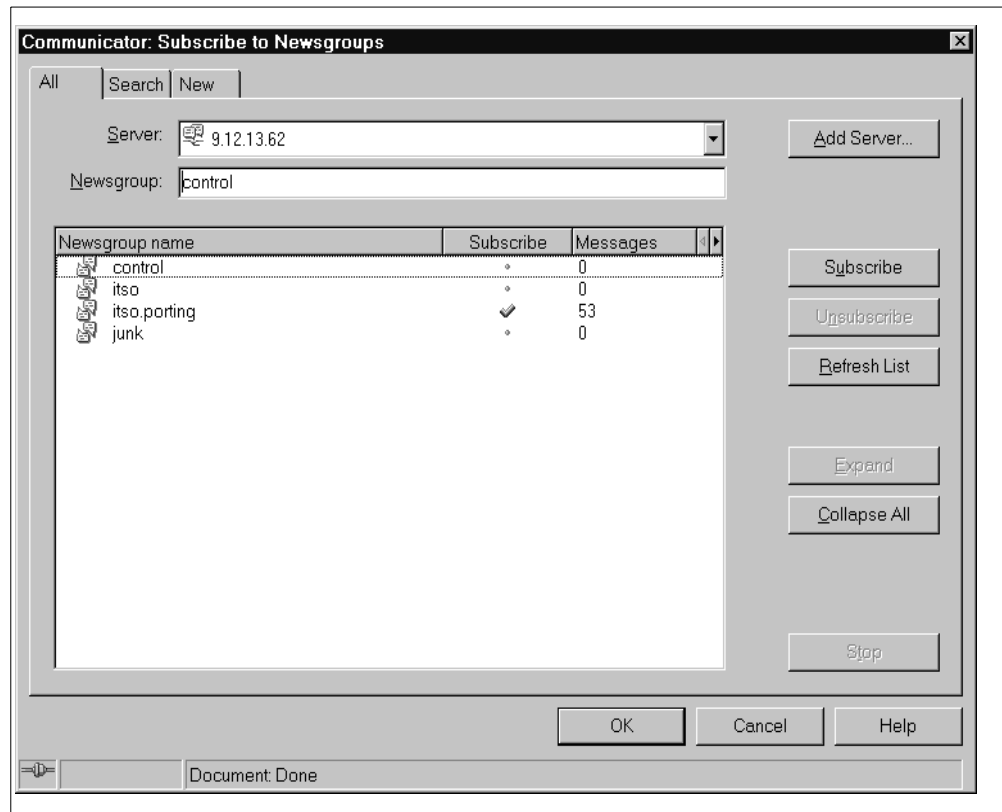 Communicator: Subscribe to Newsgroups
All Search New
Server: 9.12.13.62 Add Server...
Newsgroup: control
Newsgroup name Subscribe Messages
control 0
itso 0
itso.porting 53
junk 0
Subscribe
Unsubscribe
Refresh List
Expand
Collapse All
Stop
OK Cancel Help
Document: Done